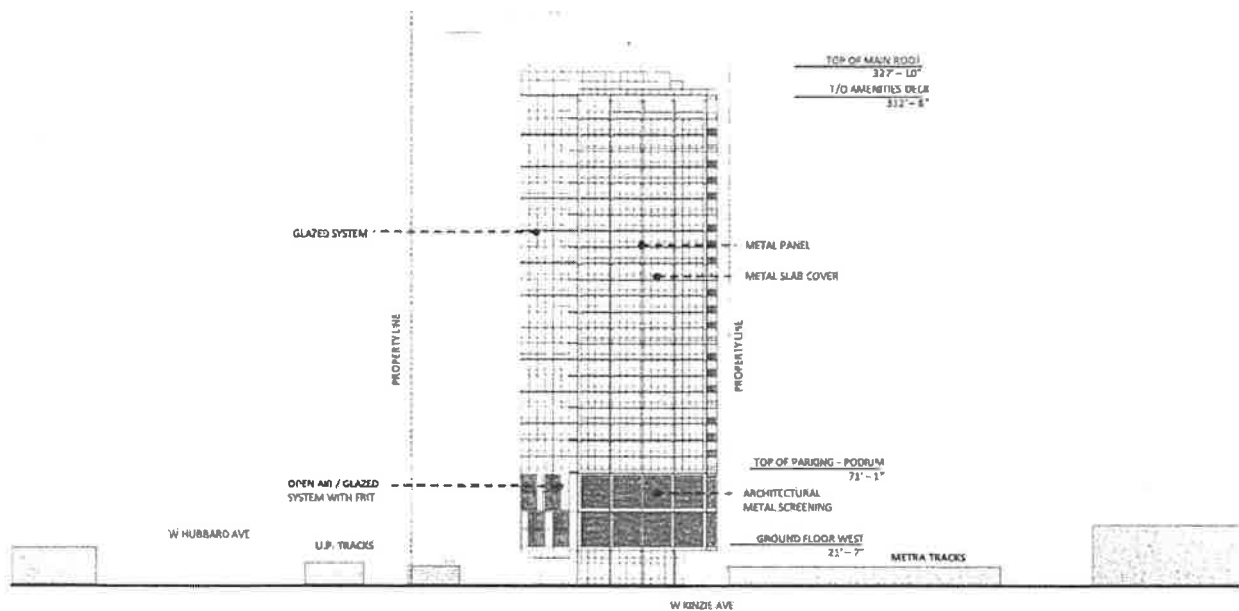 TOP OF MAIN ROOF
327' - 10"
T/O AMENITIES DECK
312' - 8"
GLAZED SYSTEM
METAL PANEL
METAL SLAB COVER
PROPERTY LINE
PROPERTY LINE
TOP OF PARKING - PODIUM
71' - 1"
OPEN AIR / GLAZED
SYSTEM WITH FRIT
ARCHITECTURAL
METAL SCREENING
W HUBBARD AVE
U.P. TRACKS
GROUND FLOOR WEST
21' - 7"
METRA TRACKS
W KINZIE AVE